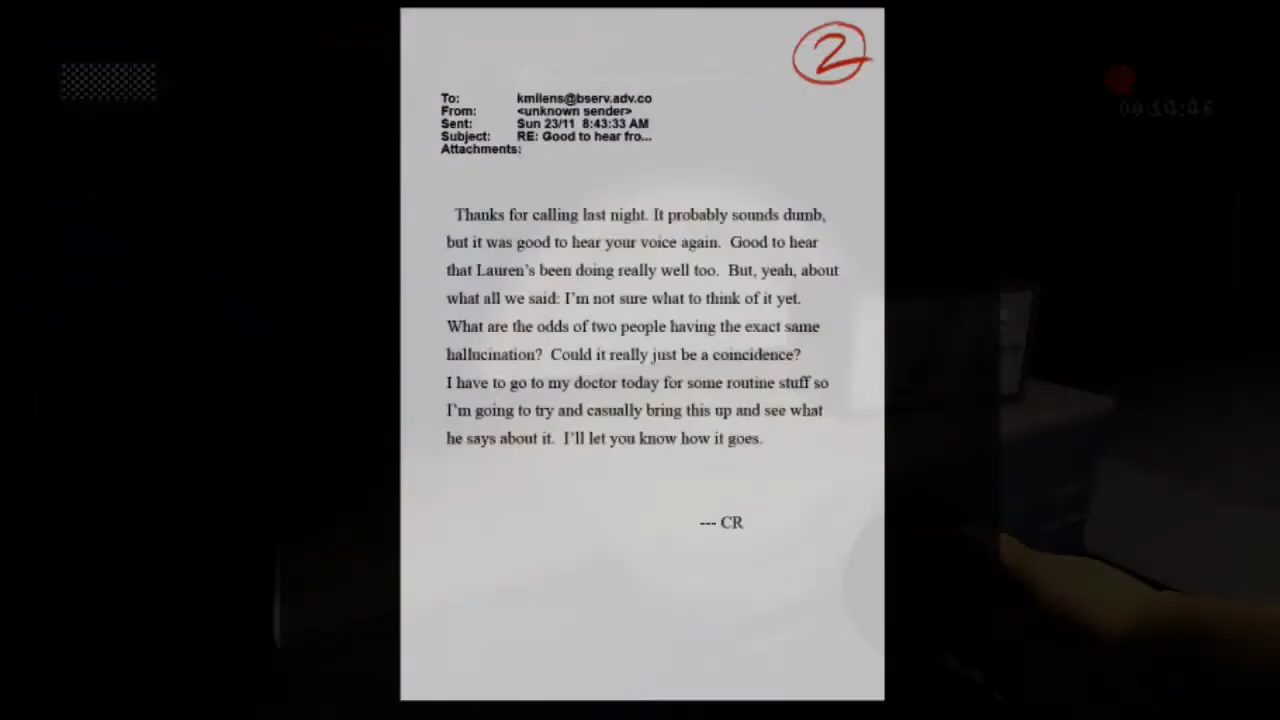 2
To: kmliens@bserv.adv.co
From: <unknown sender>
Sent: Sun 23/11 8:43:33 AM
Subject: RE: Good to hear fro...
Attachments:
Thanks for calling last night. It probably sounds dumb,
but it was good to hear your voice again. Good to hear
that Lauren's been doing really well too. But, yeah, about
what all we said: I'm not sure what to think of it yet.
What are the odds of two people having the exact same
hallucination? Could it really just be a coincidence?
I have to go to my doctor today for some routine stuff so
I'm going to try and casually bring this up and see what
he says about it. I'll let you know how it goes.
--- CR